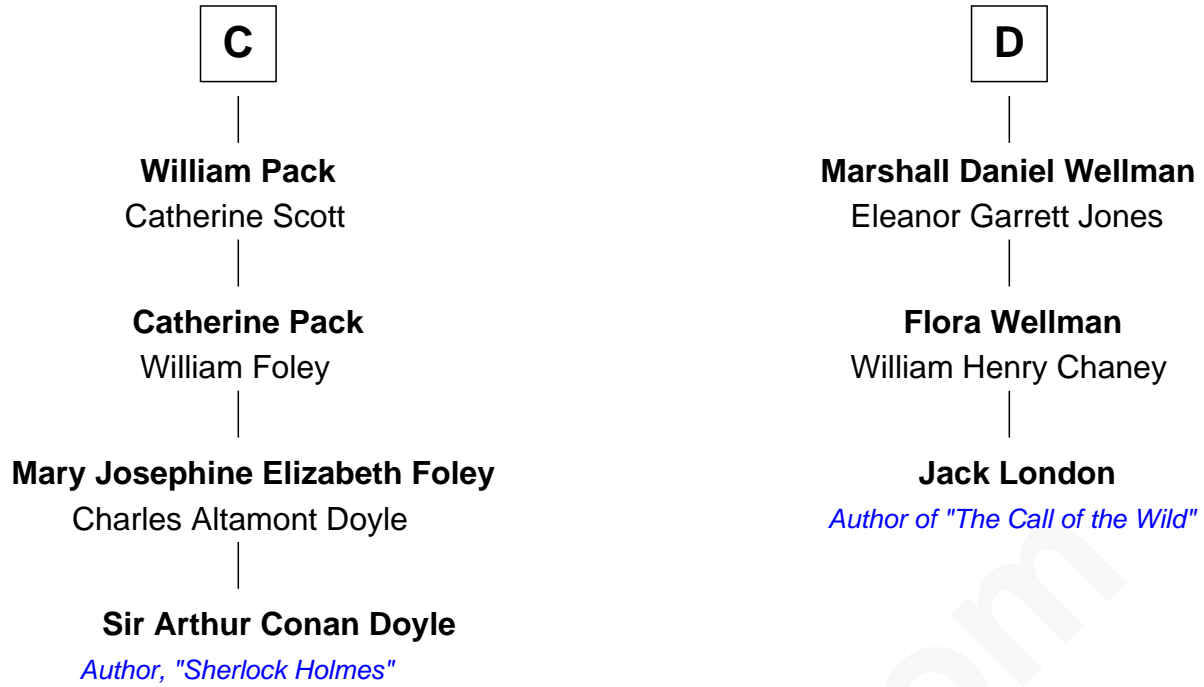 C
William Pack
Catherine Scott
Catherine Pack
William Foley
Mary Josephine Elizabeth Foley
Charles Altamont Doyle
Sir Arthur Conan Doyle
Author, "Sherlock Holmes"
D
Marshall Daniel Wellman
Eleanor Garrett Jones
Flora Wellman
William Henry Chaney
Jack London
Author of "The Call of the Wild"
om